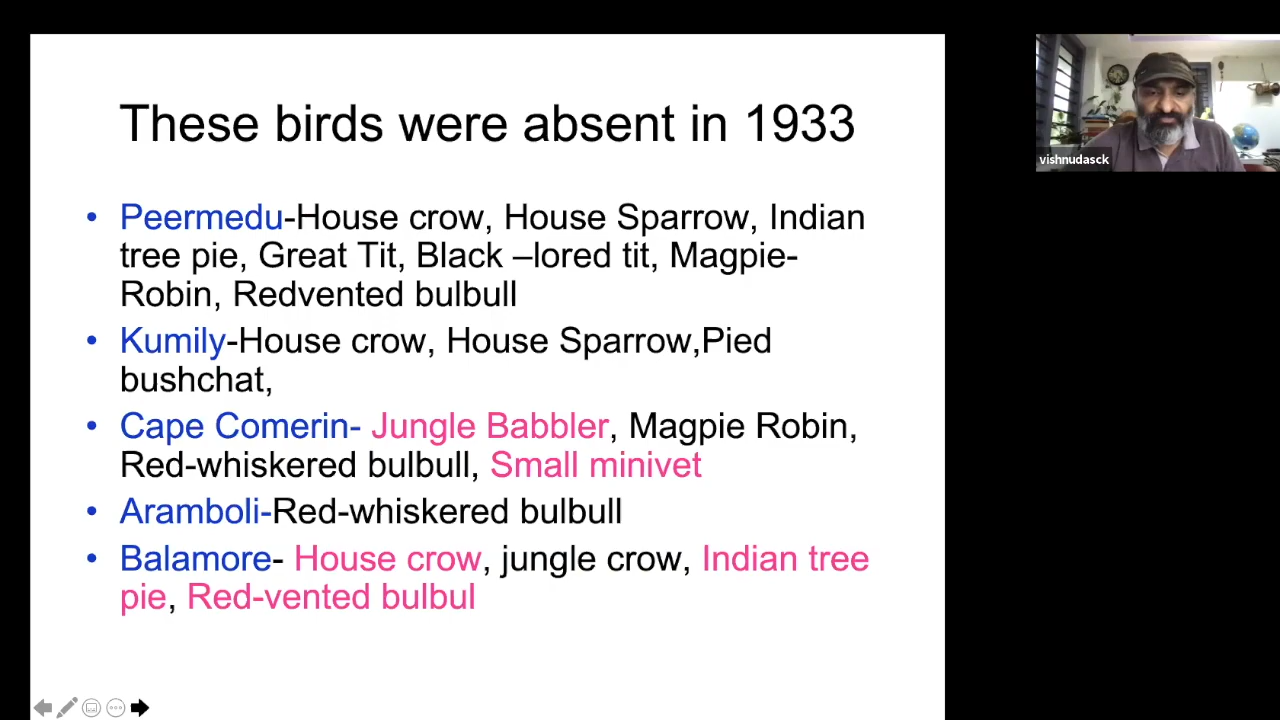 These birds were absent in 1933
• Peermedu-House crow, House Sparrow, Indian
tree pie, Great Tit, Black –lored tit, Magpie-
Robin, Redvented bulbull
• Kumily-House crow, House Sparrow,Pied
bushchat,
• Cape Comerin- Jungle Babbler, Magpie Robin,
Red-whiskered bulbull, Small minivet
• Aramboli-Red-whiskered bulbull
• Balamore- House crow, jungle crow, Indian tree
pie, Red-vented bulbul
vishnudasck